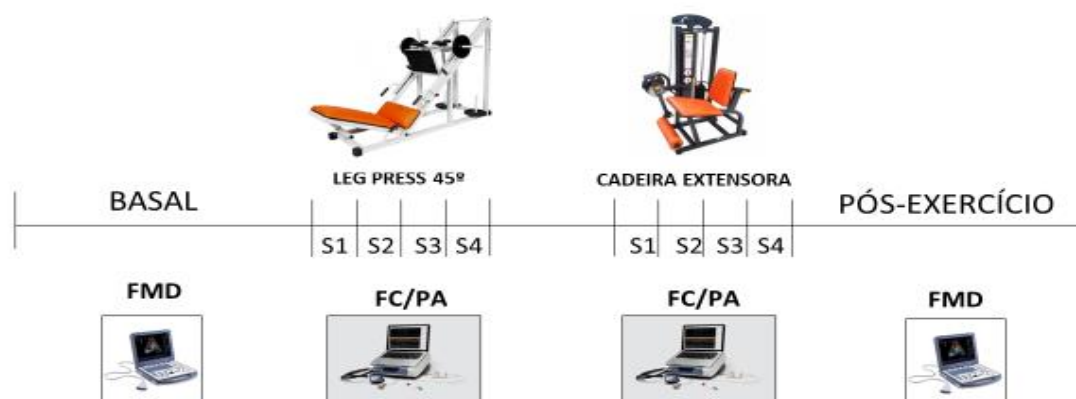 LEG PRESS 45º
CADEIRA EXTENSORA
BASAL
PÓS-EXERCÍCIO
S1 S2 S3 S4
S1 S2 S3 S4
FMD
FC/PA
FC/PA
FMD